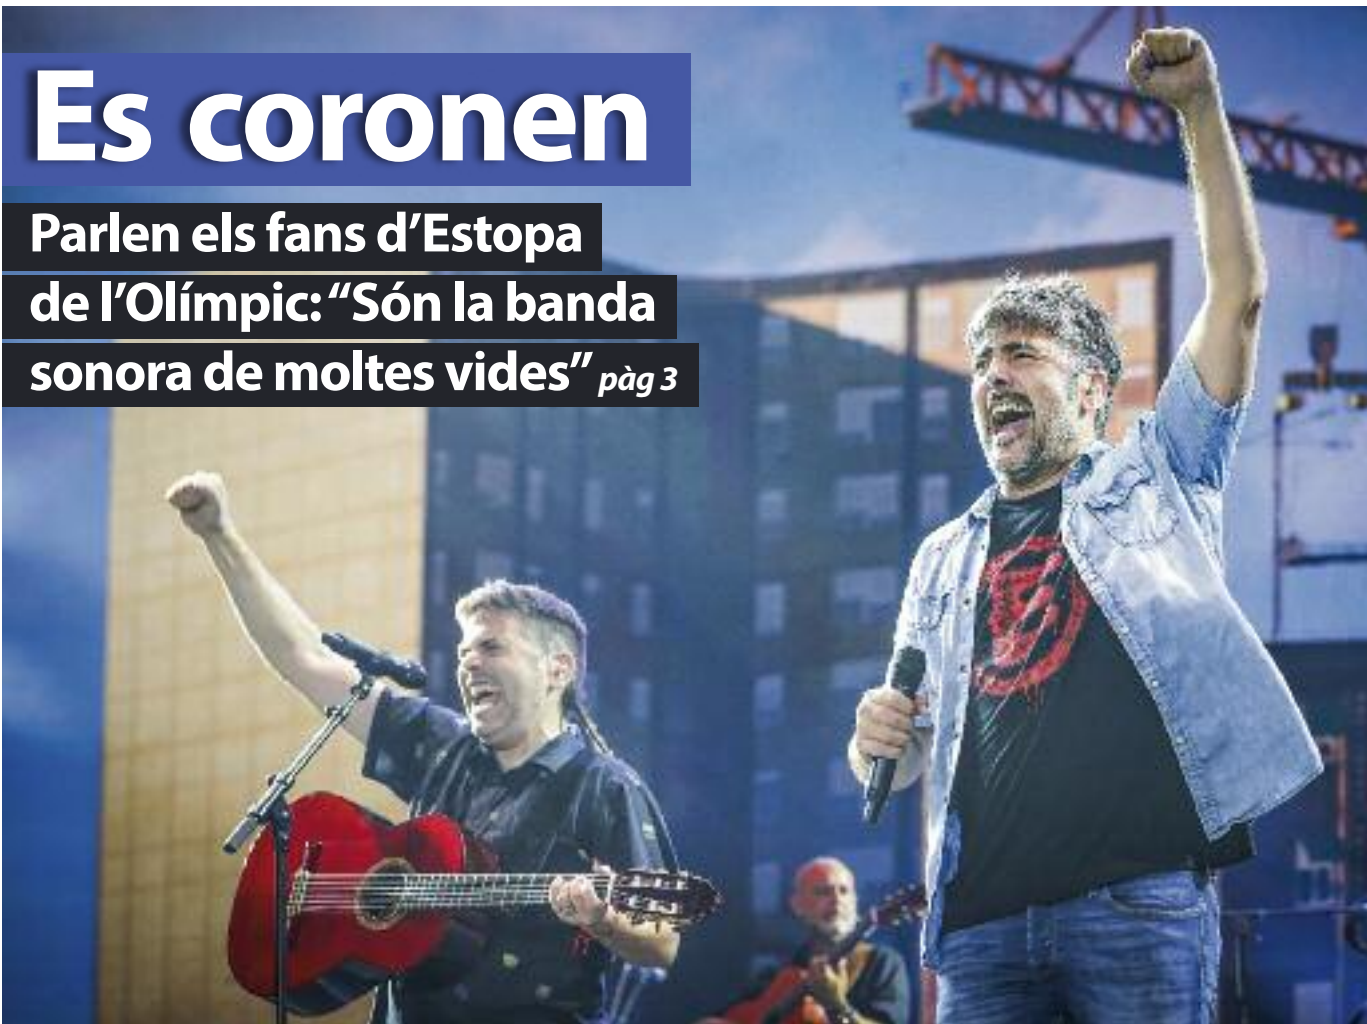 Es coronen
Parlen els fans d’Estopa
de l’Olímpic: “Són la banda
sonora de moltes vides” pàg 3